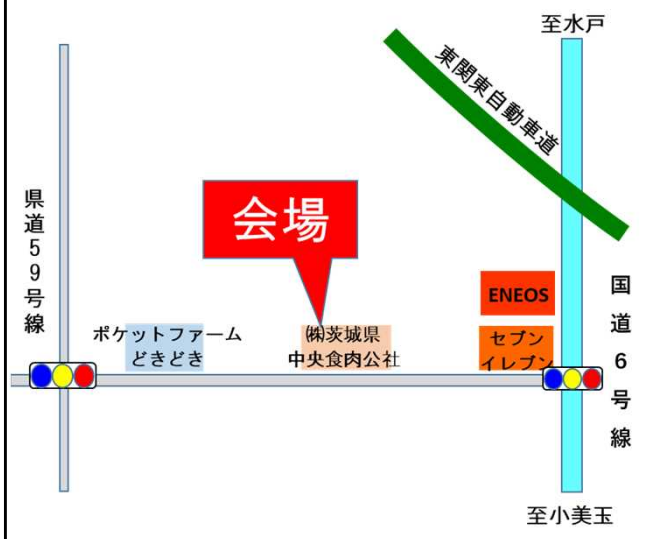 至水戸
東関東自動車道
会場
県道59号線
国道6号線
ENEOS
ポケットファーム
どきどき
㈱茨城県
中央食肉公社
セブン
イレブン
至小美玉